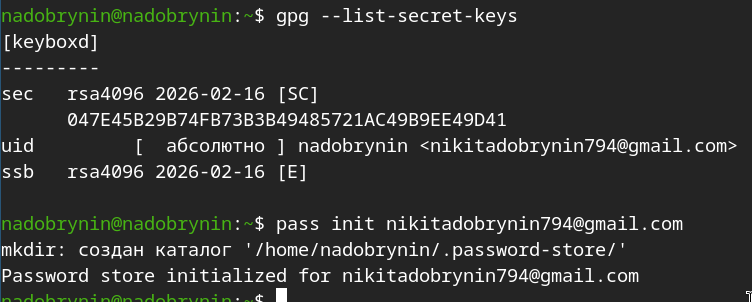 nadobrynin@nadobrynin:~$ gpg --list-secret-keys
[keyboxd]
---------
sec   rsa4096 2026-02-16 [SC]
      047E45B29B74FB73B3B49485721AC49B9EE49D41
uid         [  абсолютно ] nadobrynin <nikitadobrynin794@gmail.com>
ssb   rsa4096 2026-02-16 [E]

nadobrynin@nadobrynin:~$ pass init nikitadobrynin794@gmail.com
mkdir: создан каталог '/home/nadobrynin/.password-store/'
Password store initialized for nikitadobrynin794@gmail.com
nadobrynin@nadobrynin:~$